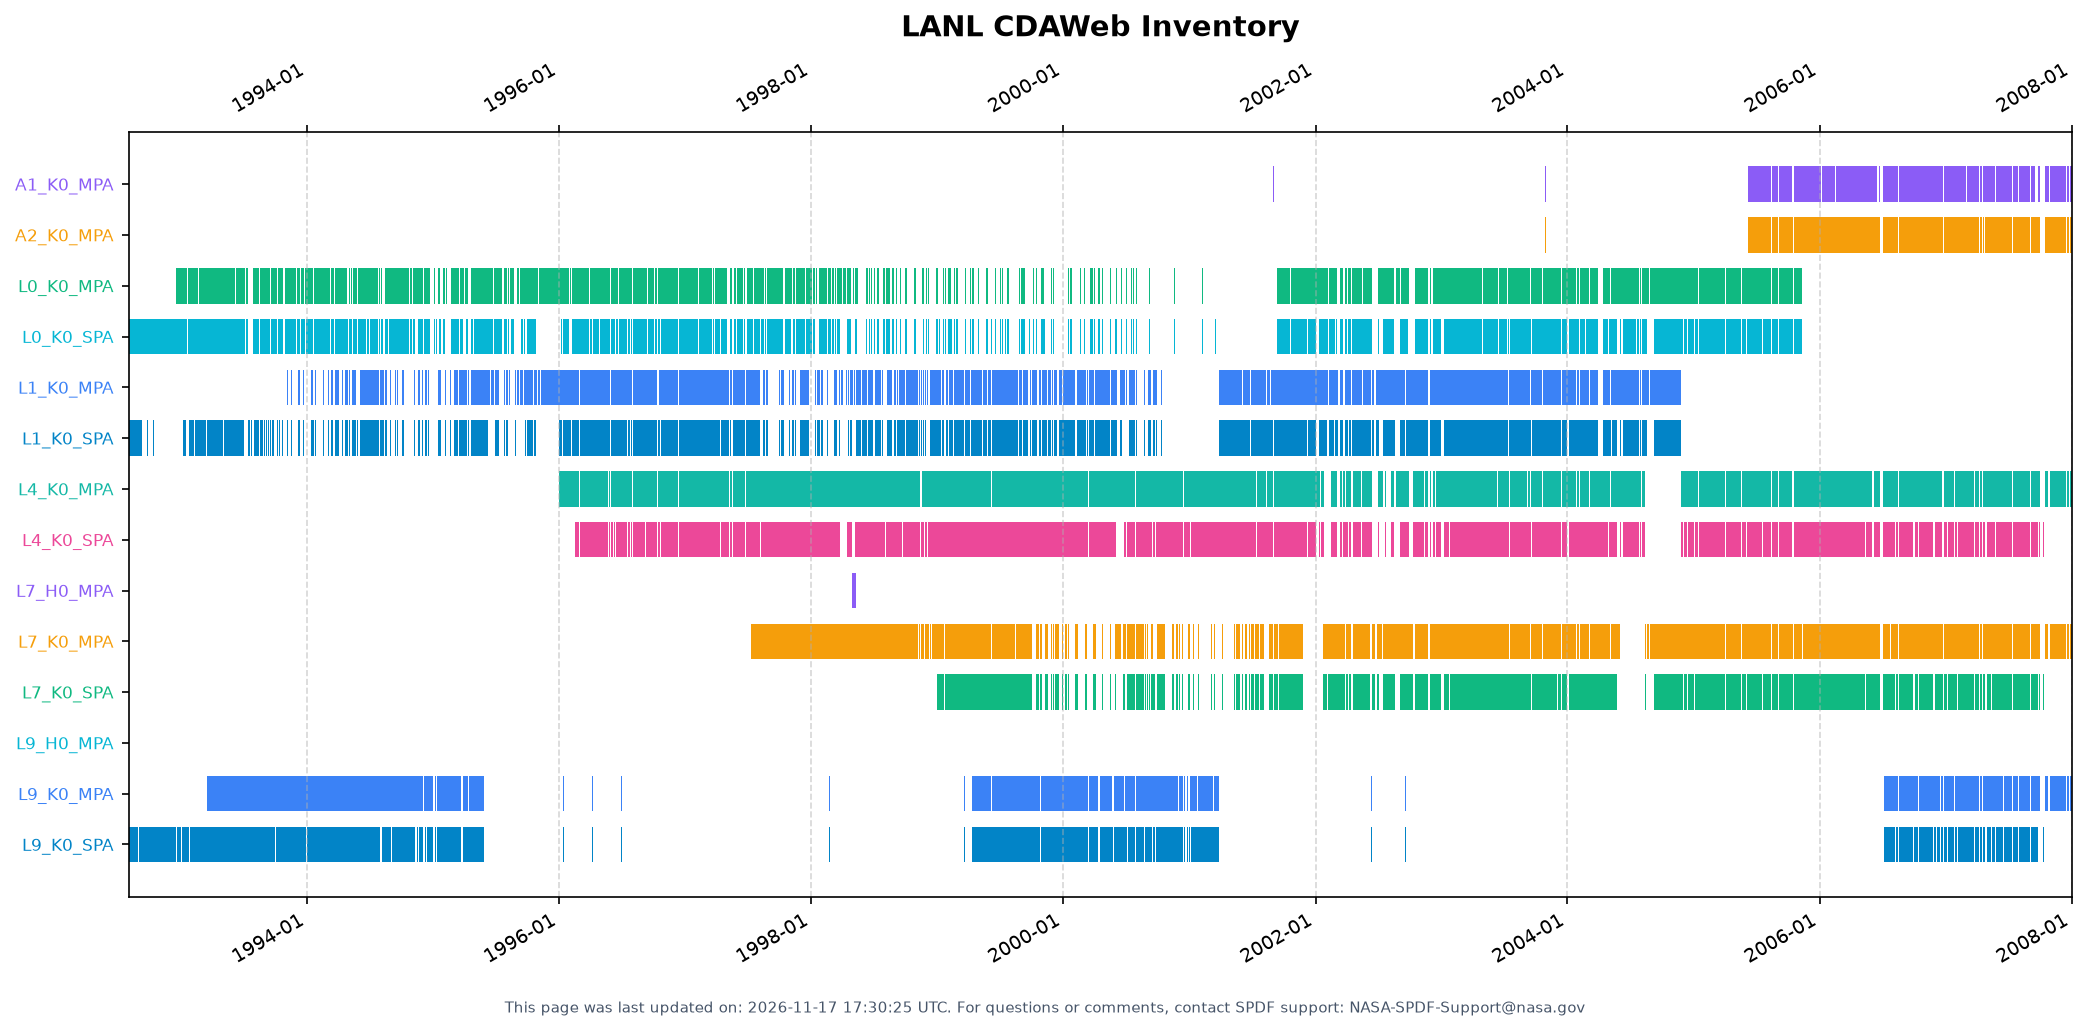 LANL CDAWeb Inventory
1994-01 1996-01 1998-01 2000-01 2002-01 2004-01 2006-01 2008-01
A1_K0_MPA
A2_K0_MPA
L0_K0_MPA
L0_K0_SPA
L1_K0_MPA
L1_K0_SPA
L4_K0_MPA
L4_K0_SPA
L7_H0_MPA
L7_K0_MPA
L7_K0_SPA
L9_H0_MPA
L9_K0_MPA
L9_K0_SPA
1994-01 1996-01 1998-01 2000-01 2002-01 2004-01 2006-01 2008-01
This page was last updated on: 2026-11-17 17:30:25 UTC. For questions or comments, contact SPDF support: NASA-SPDF-Support@nasa.gov